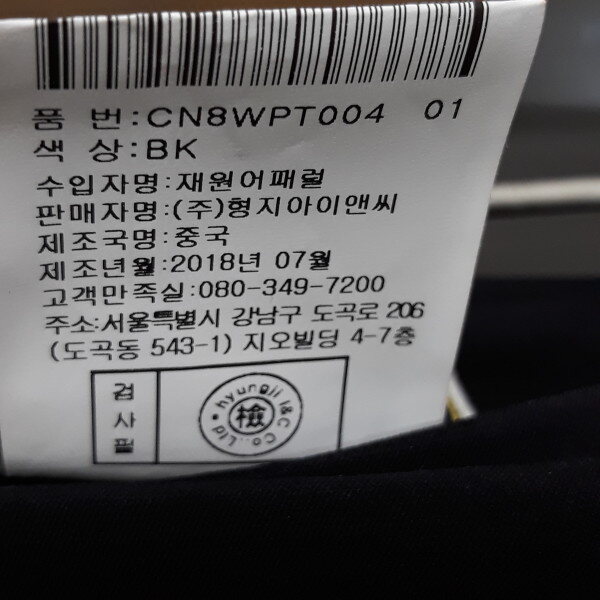 품 번:CN8WPT004 01
색 상:BK
수입자명:재원어패럴
판매자명:(주)형지아이앤씨
제조국명:중국
제조년월:2018년 07월
고객만족실:080-349-7200
주소:서울특별시 강남구 도곡로 206
(도곡동 543-1) 지오빌딩 4-7층
검사필
hyungji I&C Co.,Ltd
檢